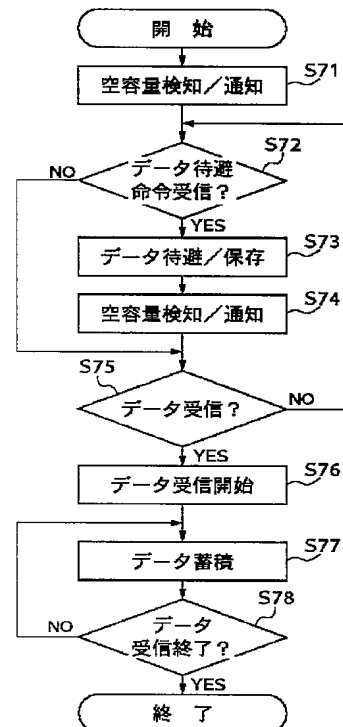 開 始
空容量検知／通知
S71
S72
データ待避
命令受信？
NO
YES
データ待避／保存
S73
空容量検知／通知
S74
S75
データ受信？
NO
YES
データ受信開始
S76
データ蓄積
S77
S78
データ
受信終了？
NO
YES
終 了